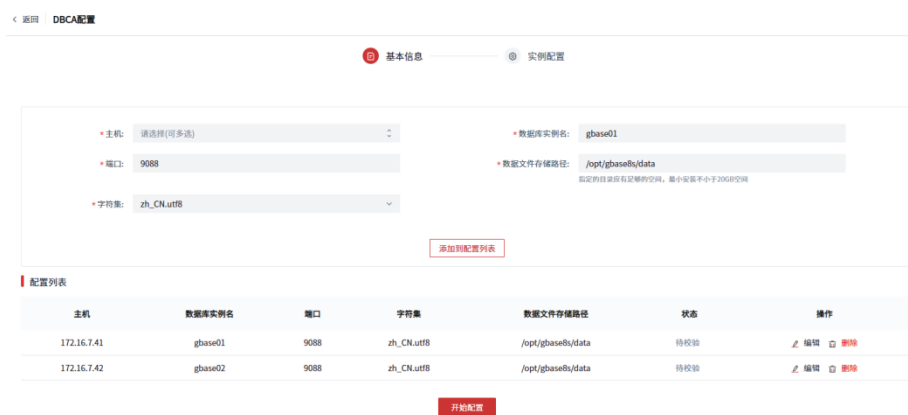 返回 DBCA配置
基本信息 实例配置
*主机: 请选择(可多选) *数据库实例名: gbase01
*端口: 9088 *数据文件存储路径: /opt/gbase8s/data
指定的目录应有足够的空间，最小安装不小于20GB空间
*字符集: zh_CN.utf8
添加到配置列表
配置列表
主机 数据库实例名 端口 字符集 数据文件存储路径 状态 操作
172.16.7.41 gbase01 9088 zh_CN.utf8 /opt/gbase8s/data 待校验 编辑 删除
172.16.7.42 gbase02 9088 zh_CN.utf8 /opt/gbase8s/data 待校验 编辑 删除
开始配置